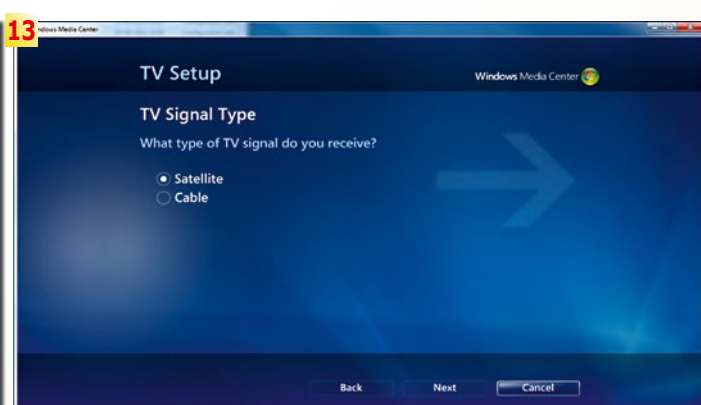 13
Windows Media Center
TV Setup
Windows Media Center
TV Signal Type
What type of TV signal do you receive?
Satellite
Cable
Back Next Cancel